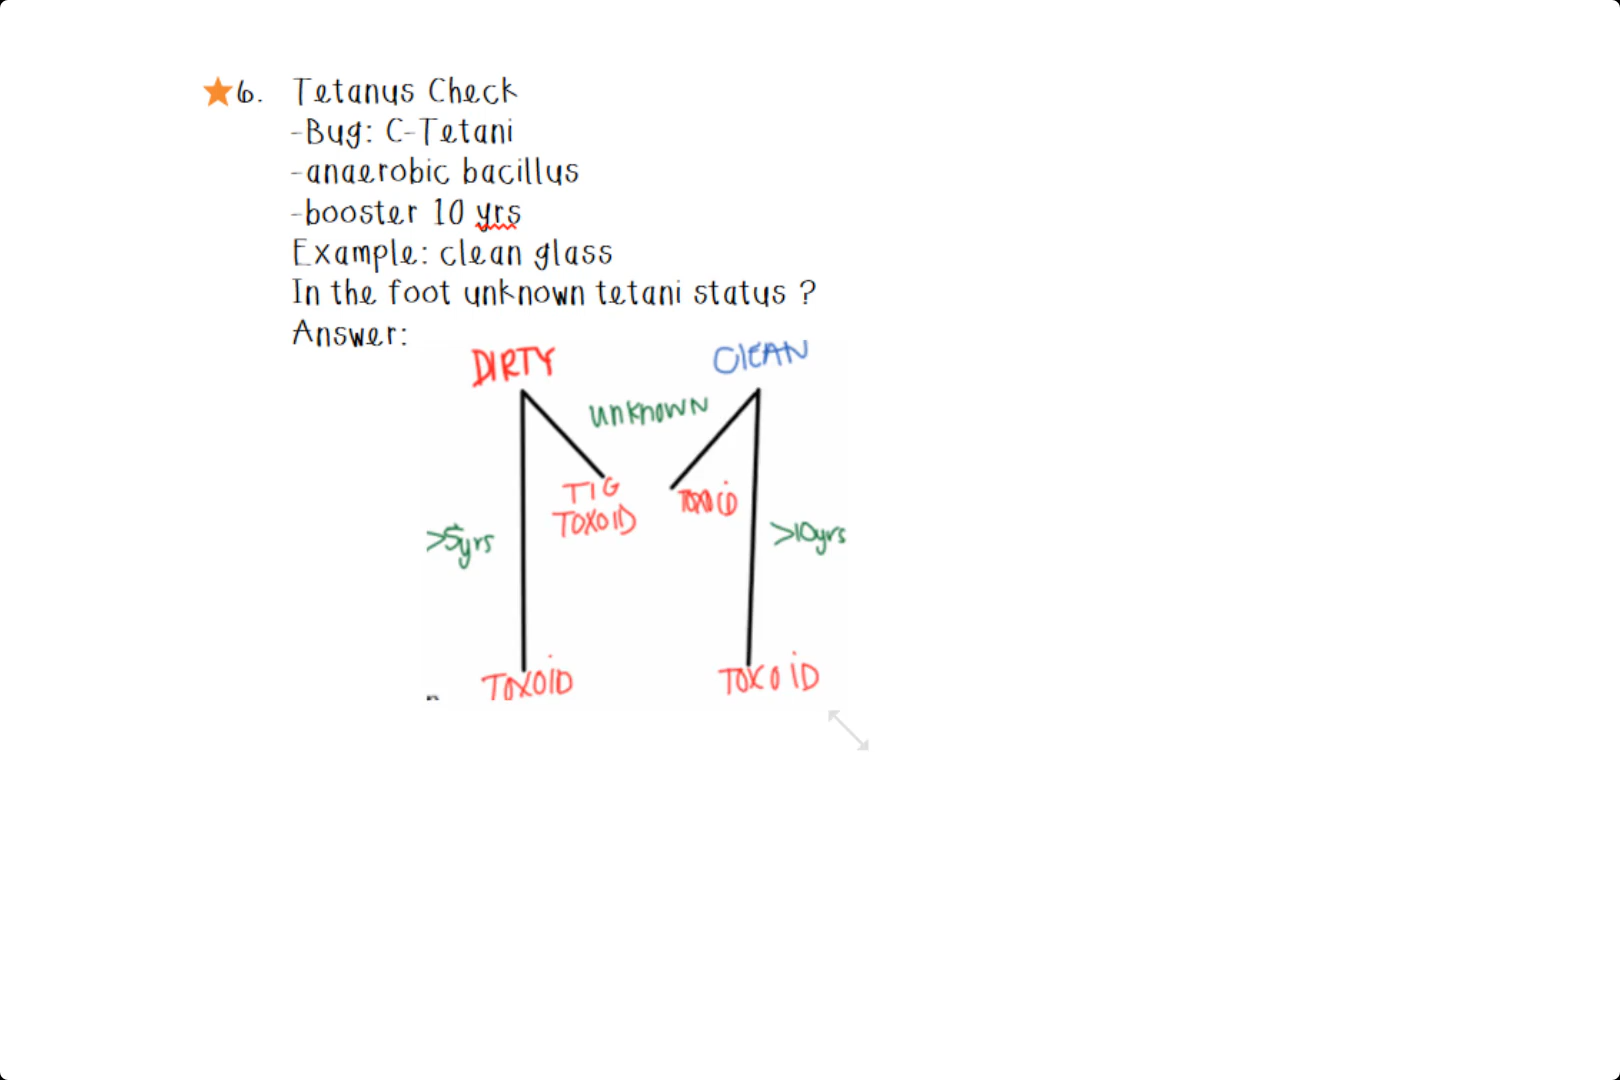 6. Tetanus Check
-Bug: C-Tetani
-anaerobic bacillus
-booster 10 yrs
Example: clean glass
In the foot unknown tetani status ?
Answer:
DIRTY
CLEAN
unknown
TIG
TOXOID
TOXOID
>5yrs
>10yrs
TOXOID
TOXOID